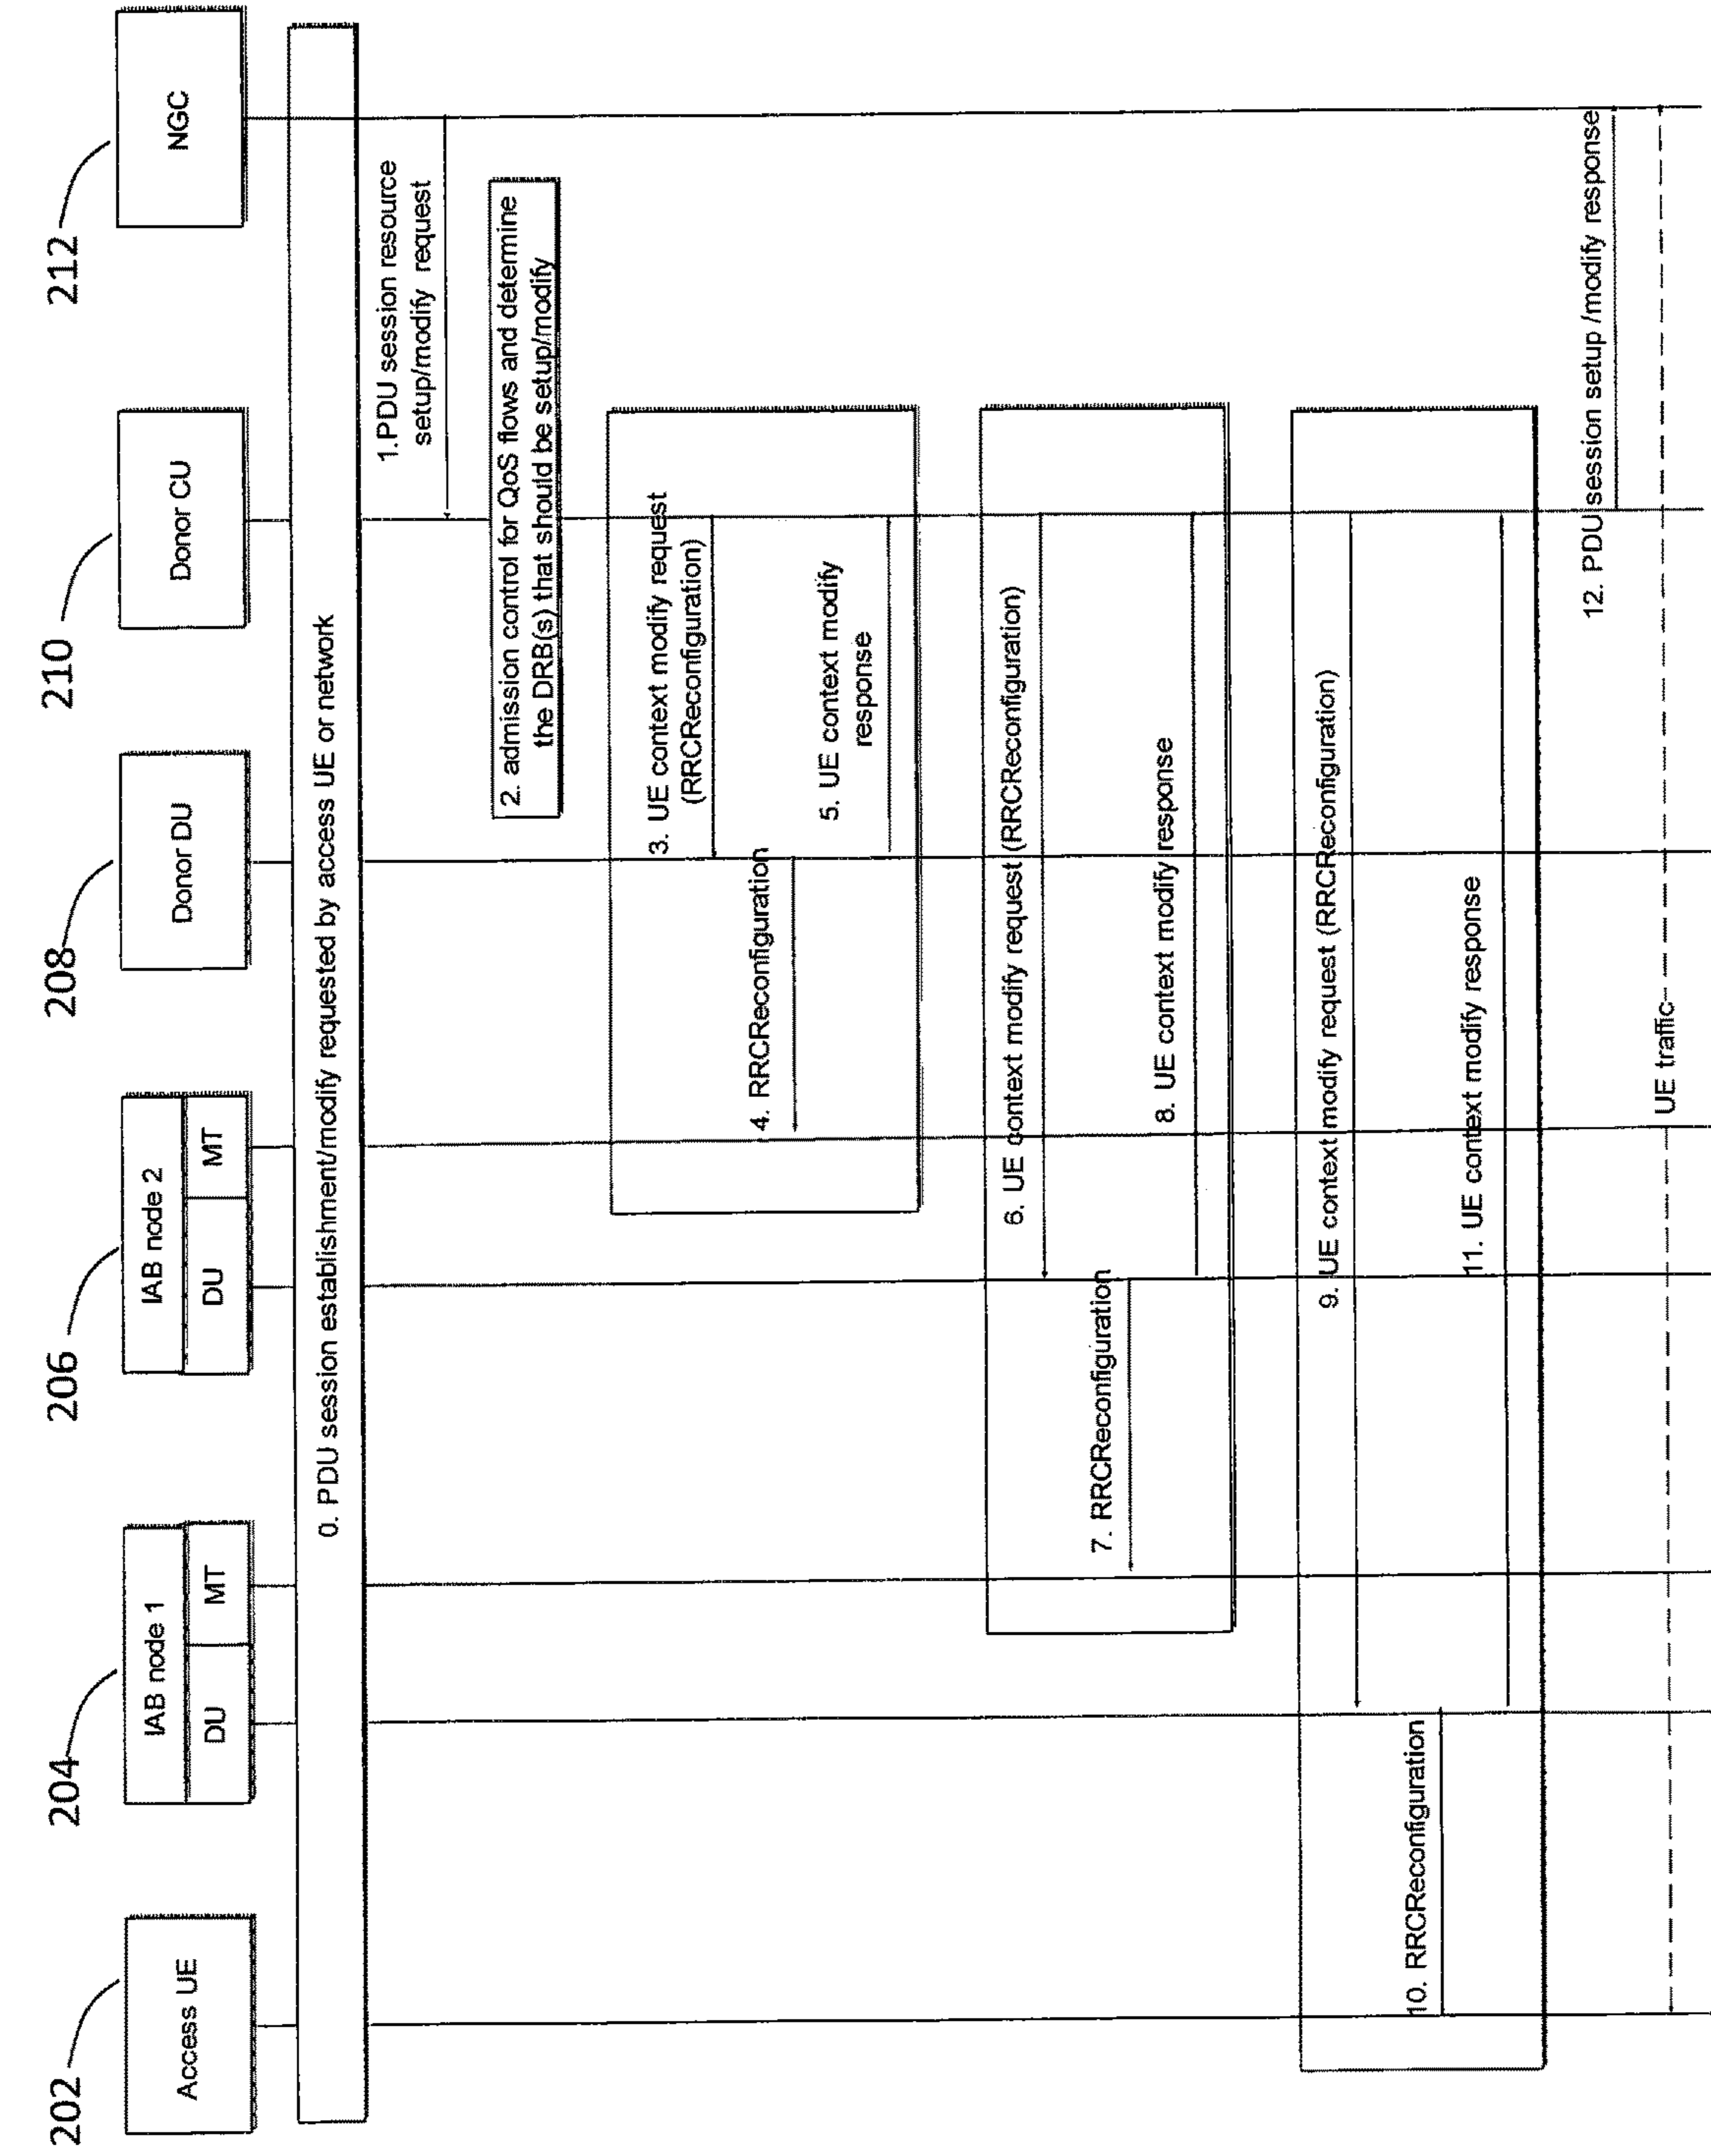 202
204
206
208
210
212
Access UE
IAB node 1
DU
MT
IAB node 2
DU
MT
Donor DU
Donor CU
NGC
0. PDU session establishment/modify requested by access UE or network
1.PDU session resource
setup/modify request
2. admission control for QoS flows and determine
the DRB(s) that should be setup/modify
3. UE context modify request
(RRCReconfiguration)
4. RRCReconfiguration
5. UE context modify
response
6. UE context modify request (RRCReconfiguration)
7. RRCReconfiguration
8. UE context modify response
9. UE context modify request (RRCReconfiguration)
10. RRCReconfiguration
11. UE context modify response
12. PDU session setup /modify response
UE traffic